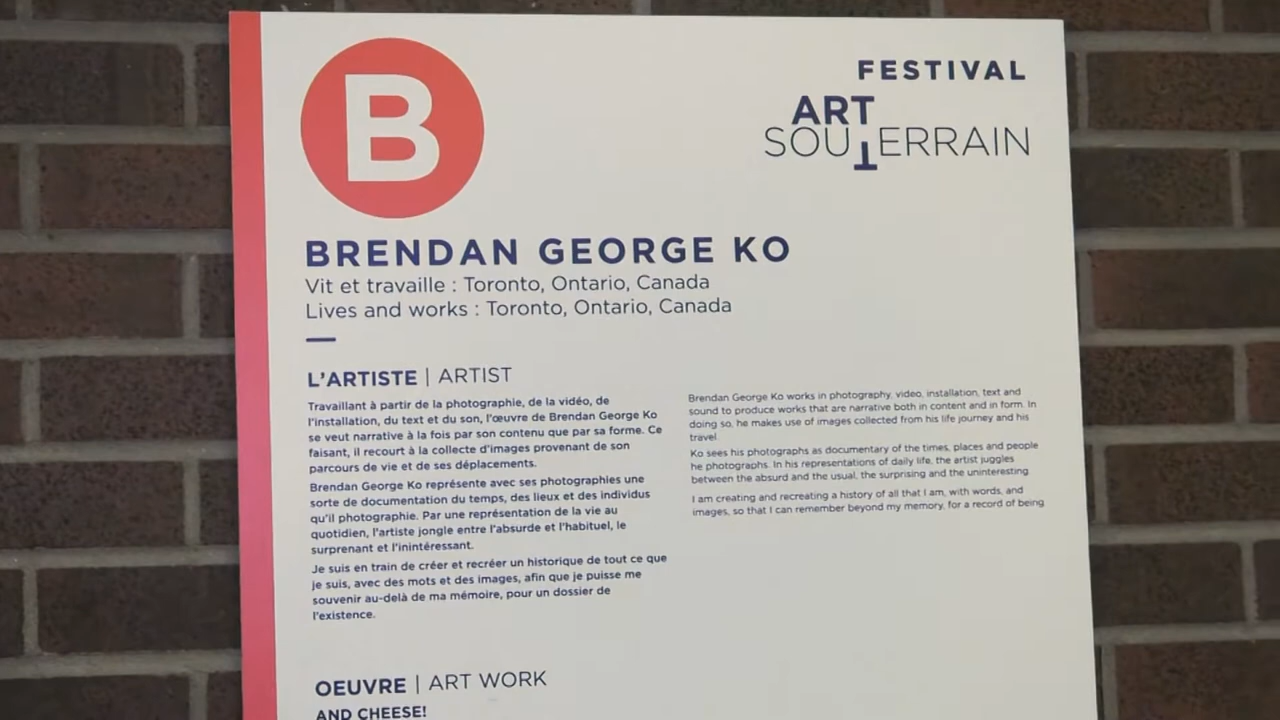 B
FESTIVAL
ART
SOUTERRAIN
BRENDAN GEORGE KO
Vit et travaille : Toronto, Ontario, Canada
Lives and works : Toronto, Ontario, Canada
L'ARTISTE | ARTIST
Travaillant à partir de la photographie, de la vidéo, de
l'installation, du text et du son, l'œuvre de Brendan George Ko
se veut narrative à la fois par son contenu que par sa forme. Ce
faisant, il recourt à la collecte d'images provenant de son
parcours de vie et de ses déplacements.
Brendan George Ko représente avec ses photographies une
sorte de documentation du temps, des lieux et des individus
qu'il photographie. Par une représentation de la vie au
quotidien, l'artiste jongle entre l'absurde et l'habituel, le
surprenant et l'inintéressant.
Je suis en train de créer et recréer un historique de tout ce que
je suis, avec des mots et des images, afin que je puisse me
souvenir au-delà de ma mémoire, pour un dossier de
l'existence.
Brendan George Ko works in photography, video, installation, text and
sound to produce works that are narrative both in content and in form. In
doing so, he makes use of images collected from his life journey and his
travel.
Ko sees his photographs as documentary of the times, places and people
he photographs. In his representations of daily life, the artist juggles
between the absurd and the usual, the surprising and the uninteresting.
I am creating and recreating a history of all that I am, with words, and
images, so that I can remember beyond my memory, for a record of being
OEUVRE | ART WORK
AND CHEESE!